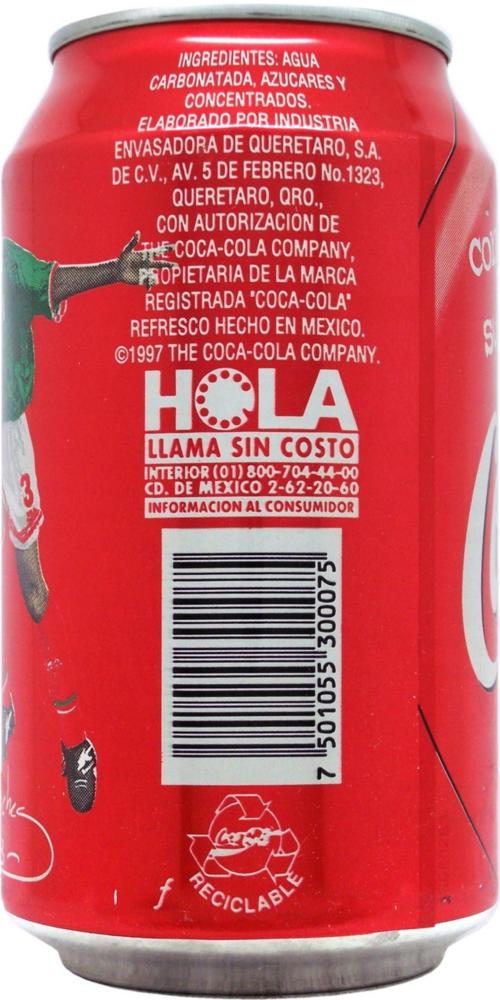 INGREDIENTES: AGUA
CARBONATADA, AZUCARES Y
CONCENTRADOS.
ELABORADO POR INDUSTRIA
ENVASADORA DE QUERETARO, S.A.
DE C.V., AV. 5 DE FEBRERO No.1323,
QUERETARO, QRO.,
CON AUTORIZACIÓN DE
THE COCA-COLA COMPANY,
PROPIETARIA DE LA MARCA
REGISTRADA "COCA-COLA"
REFRESCO HECHO EN MEXICO.
©1997 THE COCA-COLA COMPANY.
HOLA
LLAMA SIN COSTO
INTERIOR (01) 800-704-44-00
CD. DE MEXICO 2-62-20-60
INFORMACION AL CONSUMIDOR
7 501055 300075
RECICLABLE
3